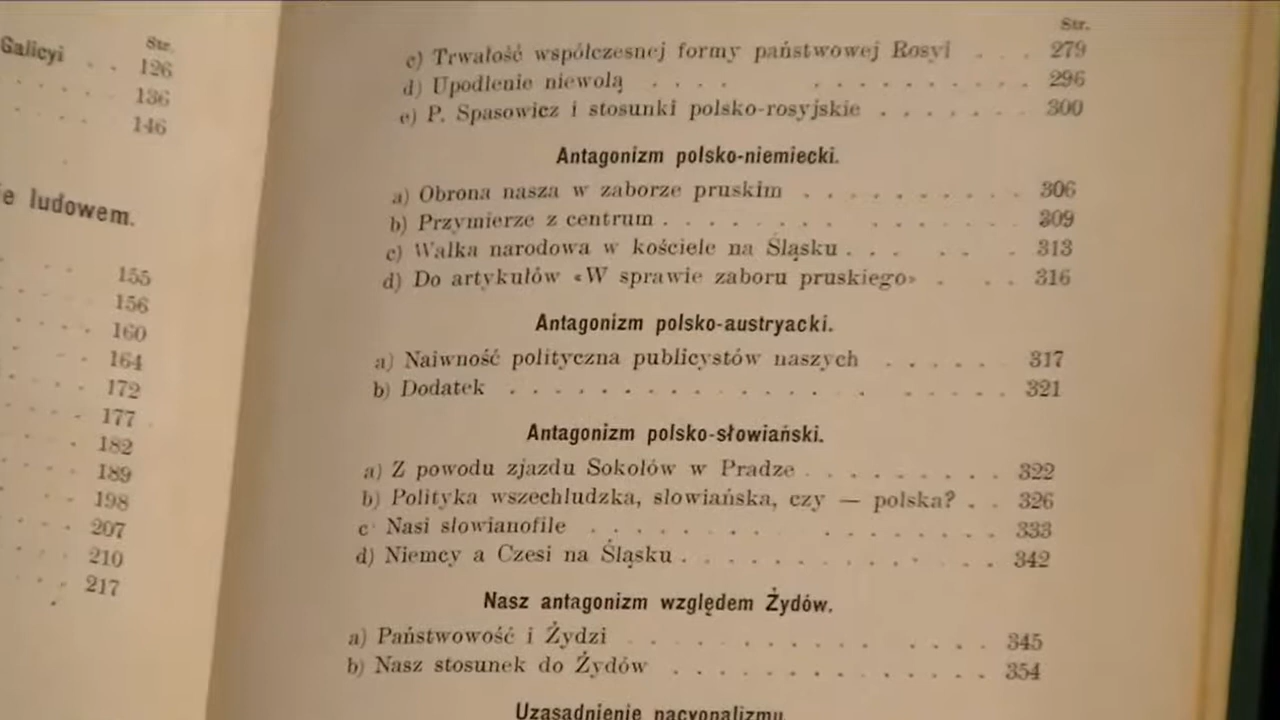 Galicyi
Str.
126
136
146
e ludowem.
155
156
160
164
172
177
182
189
198
207
210
217
Str.
c) Trwałość współczesnej formy państwowej Rosyi . . . 279
d) Upodlenie niewolą . . . . . . . . . . . . 296
e) P. Spasowicz i stosunki polsko-rosyjskie . . . . . . . 300
Antagonizm polsko-niemiecki.
a) Obrona nasza w zaborze pruskim . . . . . . . . . 306
b) Przymierze z centrum . . . . . . . . . . . . 309
c) Walka narodowa w kościele na Śląsku . . . . . . 313
d) Do artykułów «W sprawie zaboru pruskiego» . . . 316
Antagonizm polsko-austryacki.
a) Naiwność polityczna publicystów naszych . . . . . . 317
b) Dodatek . . . . . . . . . . . . . . . . 321
Antagonizm polsko-słowiański.
a) Z powodu zjazdu Sokołów w Pradze . . . . . . . . 322
b) Polityka wszechludzka, słowiańska, czy — polska? . . 326
c Nasi słowianofile . . . . . . . . . . . . . 333
d) Niemcy a Czesi na Śląsku . . . . . . . . . . . 342
Nasz antagonizm względem Żydów.
a) Państwowość i Żydzi . . . . . . . . . . . . 345
b) Nasz stosunek do Żydów . . . . . . . . . . . 354
Uzasadnienie nacyonalizmu.